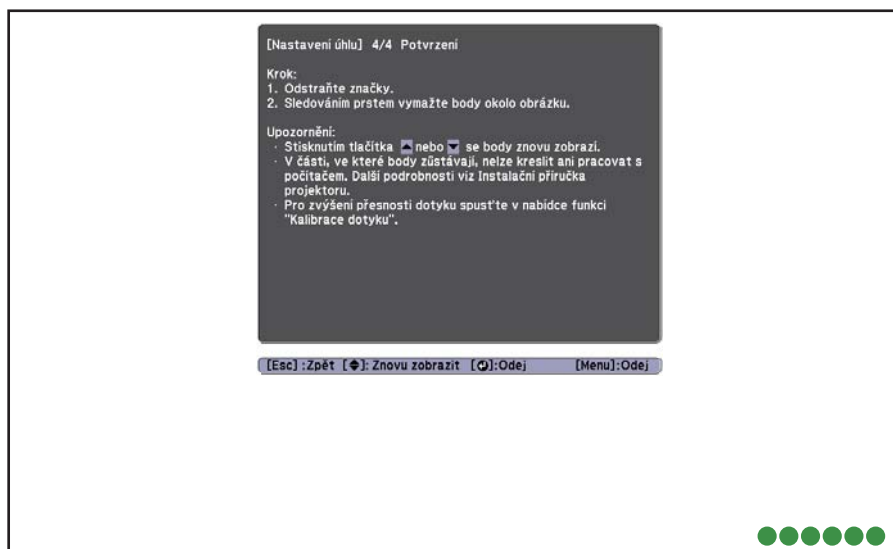 [Nastavení úhlu] 4/4 Potvrzení
Krok:
1. Odstraňte značky.
2. Sledováním prstem vymažte body okolo obrázku.
Upozornění:
· Stisknutím tlačítka ▲ nebo ▼ se body znovu zobrazí.
· V části, ve které body zůstávají, nelze kreslit ani pracovat s
počítačem. Další podrobnosti viz Instalační příručka
projektoru.
· Pro zvýšení přesnosti dotyku spusťte v nabídce funkci
"Kalibrace dotyku".
[Esc] :Zpět [◆]: Znovu zobrazit [⏎]:Odej [Menu]:Odej